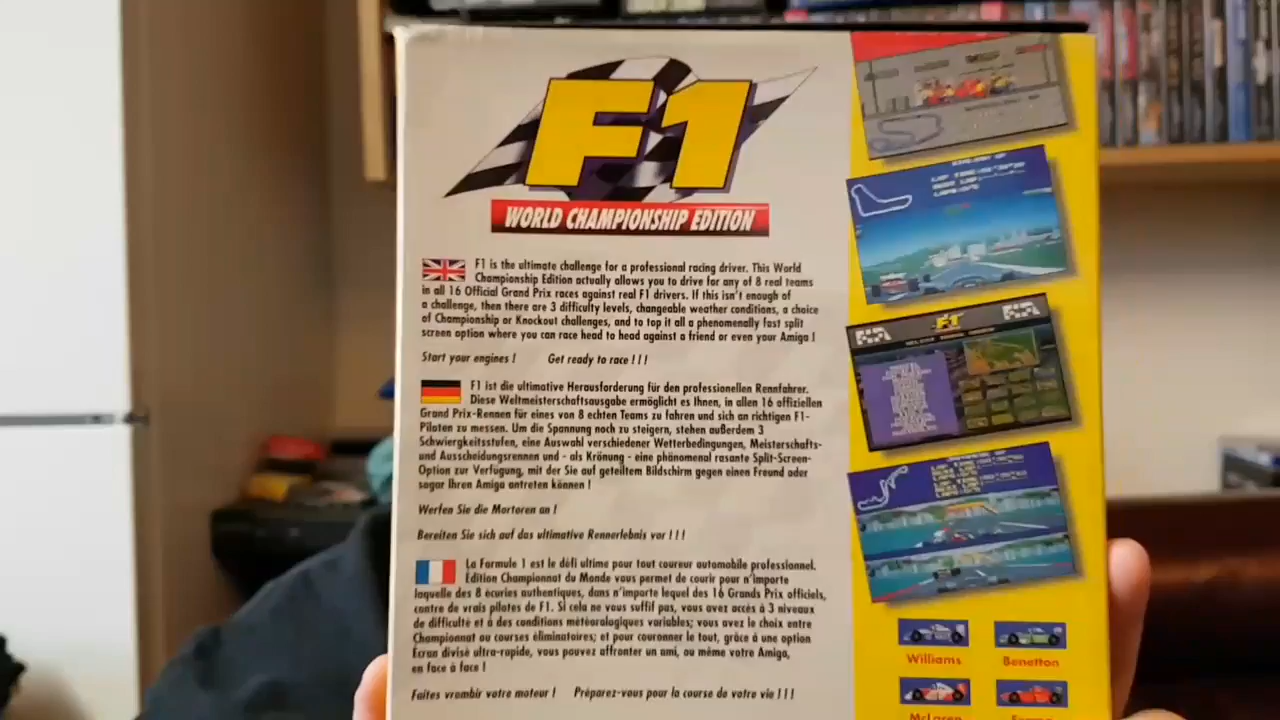 F1
WORLD CHAMPIONSHIP EDITION
F1 is the ultimate challenge for a professional racing driver. This World
Championship Edition actually allows you to drive for any of 8 real teams
in all 16 Official Grand Prix races against real F1 drivers. If this isn't enough of
a challenge, then there are 3 difficulty levels, changeable weather conditions, a choice
of Championship or Knockout challenges, and to top it all a phenomenally fast split
screen option where you can race head to head against a friend or even your Amiga !
Start your engines ! Get ready to race ! ! !
F1 ist die ultimative Herausforderung für den professionellen Rennfahrer.
Diese Weltmeisterschaftsausgabe ermöglicht es Ihnen, in allen 16 offiziellen
Grand Prix-Rennen für eines von 8 echten Teams zu fahren und sich an richtigen F1-
Piloten zu messen. Um die Spannung noch zu steigern, stehen außerdem 3
Schwierigkeitsstufen, eine Auswahl verschiedener Wetterbedingungen, Meisterschafts-
und Ausscheidungsrennen und - als Krönung - eine phänomenal rasante Split-Screen-
Option zur Verfügung, mit der Sie auf geteiltem Bildschirm gegen einen Freund oder
sogar Ihren Amiga antreten können !
Werfen Sie die Mortoren an !
Bereiten Sie sich auf das ultimative Rennerlebnis vor ! ! !
La Formule 1 est le défi ultime pour tout coureur automobile professionnel.
Édition Championnat du Monde vous permet de courir pour n'importe
laquelle des 8 écuries authentiques, dans n'importe lequel des 16 Grands Prix officiels,
contre de vrais pilotes de F1. Si cela ne vous suffit pas, vous avez accès à 3 niveaux
de difficulté et à des conditions météorologiques variables; vous avez le choix entre
Championnat ou courses éliminatoires; et pour couronner le tout, grâce à une option
Écran divisé ultra-rapide, vous pouvez affronter un ami, ou même votre Amiga,
en face à face !
Faites vrombir votre moteur ! Préparez-vous pour la course de votre vie ! ! !
FIA F1 FIA
Williams Benetton
McLaren